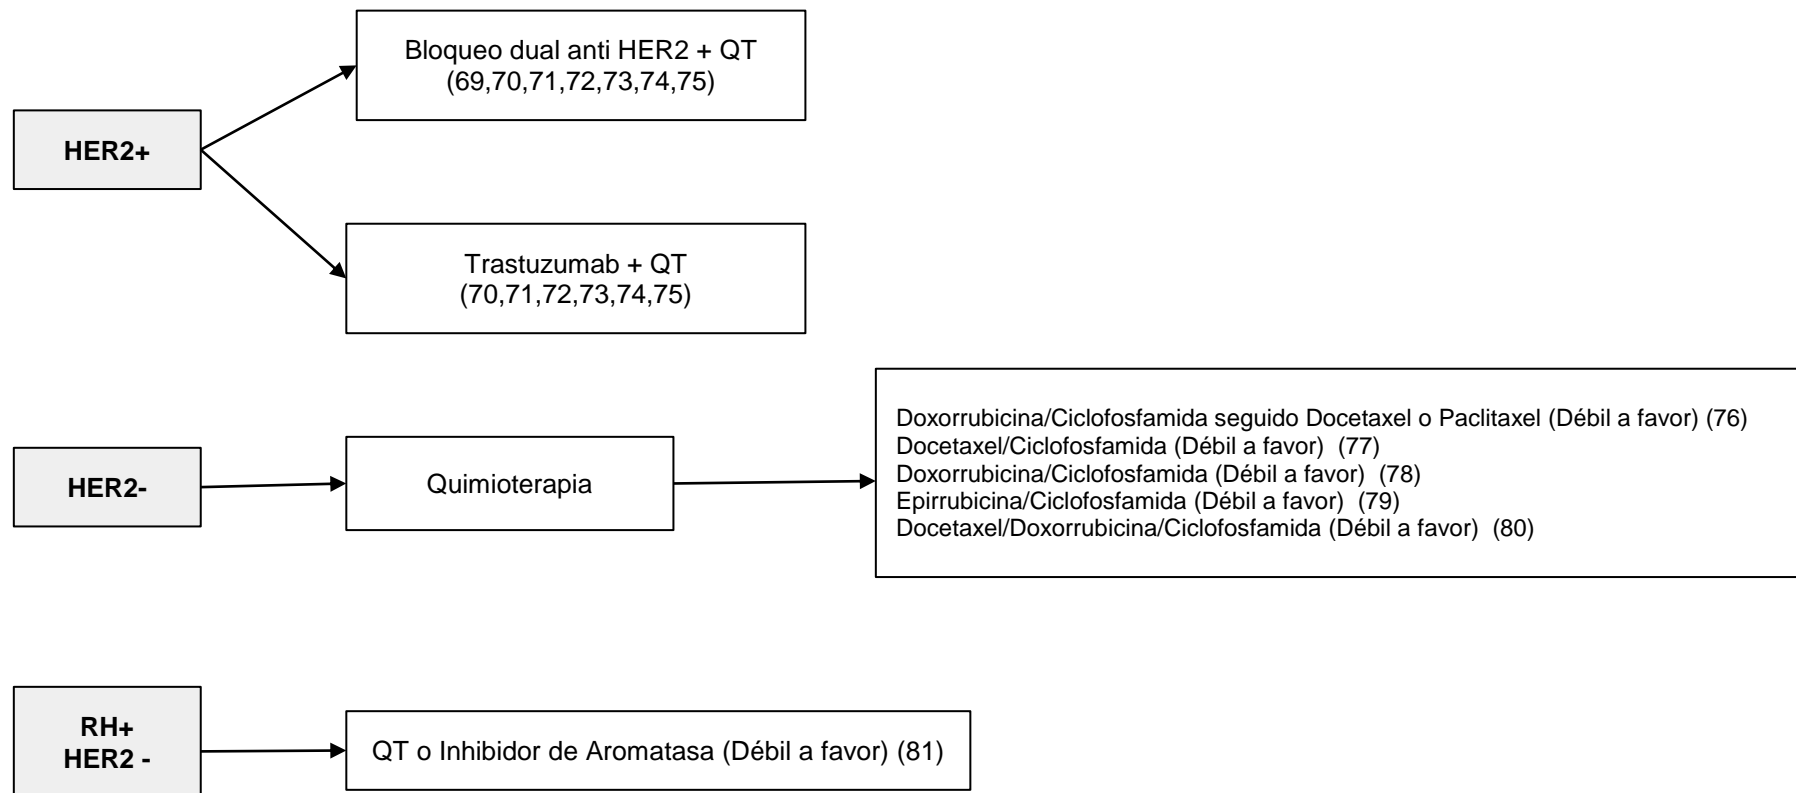 Bloqueo dual anti HER2 + QT
(69,70,71,72,73,74,75)
HER2+
Trastuzumab + QT
(70,71,72,73,74,75)
HER2-
Quimioterapia
Doxorrubicina/Ciclofosfamida seguido Docetaxel o Paclitaxel (Débil a favor) (76)
Docetaxel/Ciclofosfamida (Débil a favor)  (77)
Doxorrubicina/Ciclofosfamida (Débil a favor)  (78)
Epirrubicina/Ciclofosfamida (Débil a favor)  (79)
Docetaxel/Doxorrubicina/Ciclofosfamida (Débil a favor)  (80)
RH+
HER2 -
QT o Inhibidor de Aromatasa (Débil a favor) (81)